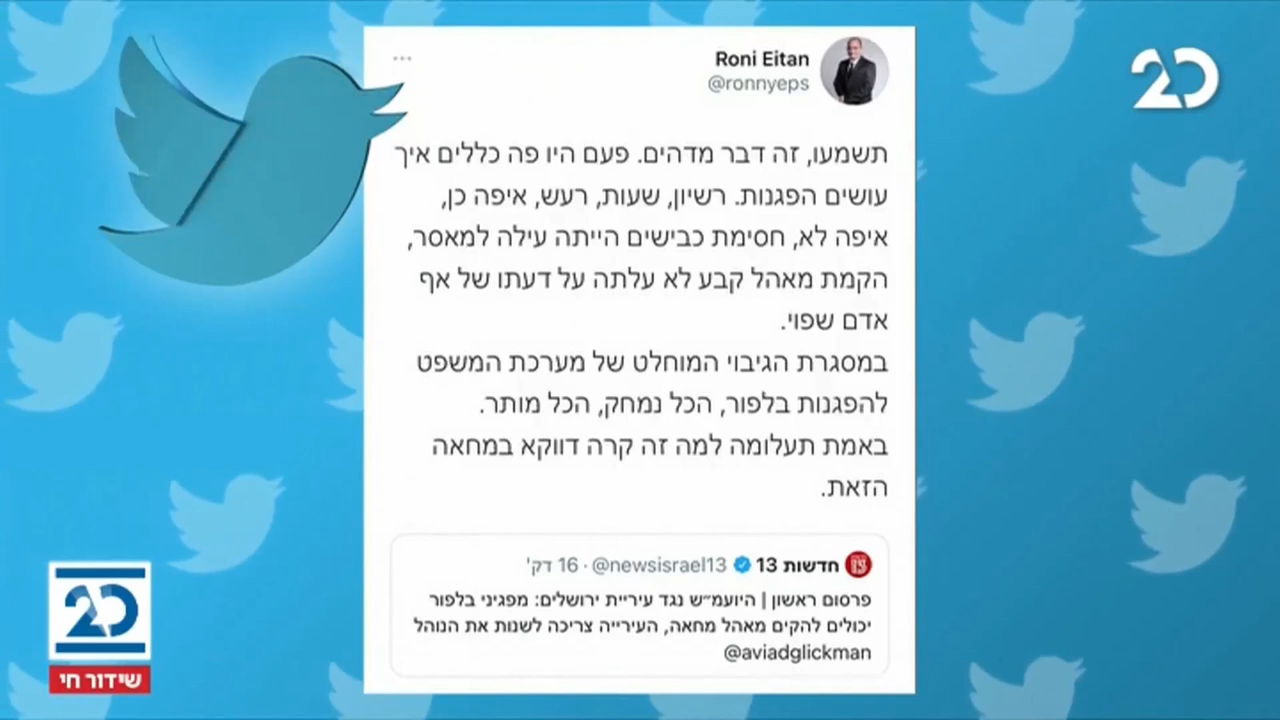 Roni Eitan
@ronnyeps
20
תשמעו, זה דבר מדהים. פעם היו פה כללים איך
עושים הפגנות. רשיון, שעות, רעש, איפה כן,
איפה לא, חסימת כבישים הייתה עילה למאסר,
הקמת מאהל קבע לא עלתה על דעתו של אף
אדם שפוי.
במסגרת הגיבוי המוחלט של מערכת המשפט
להפגנות בלפור, הכל נמחק, הכל מותר.
באמת תעלומה למה זה קרה דווקא במחאה
הזאת.
חדשות 13 @newsisrael13 · 16 דק'
פרסום ראשון | היועמ״ש נגד עיריית ירושלים: מפגיני בלפור
יכולים להקים מאהל מחאה, העירייה צריכה לשנות את הנוהל
@aviadglickman
20
שידור חי